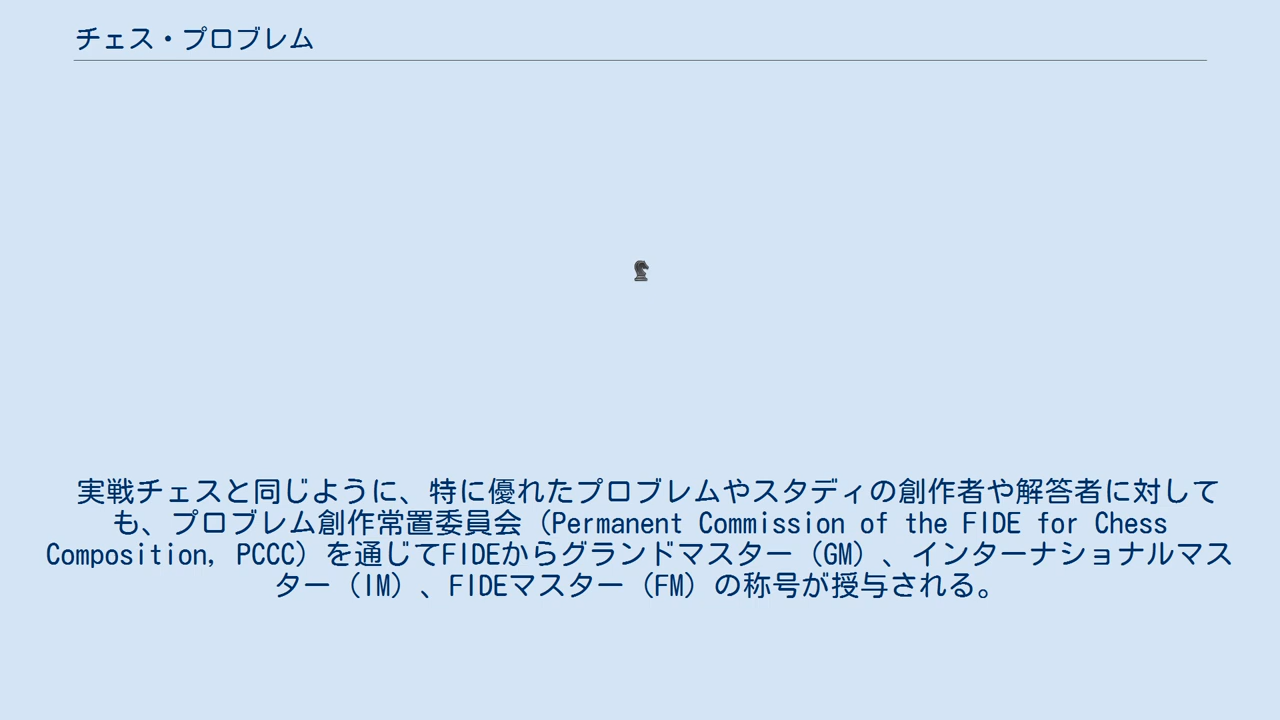 チェス・プロブレム
実戦チェスと同じように、特に優れたプロブレムやスタディの創作者や解答者に対して
も、プロブレム創作常置委員会（Permanent Commission of the FIDE for Chess
Composition, PCCC）を通じてFIDEからグランドマスター（GM）、インターナショナルマス
ター（IM）、FIDEマスター（FM）の称号が授与される。